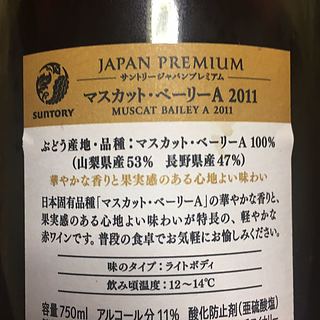 JAPAN PREMIUM
サントリージャパンプレミアム
マスカット・ベーリーA 2011
MUSCAT BAILEY A 2011
SUNTORY
ぶどう産地・品種：マスカット・ベーリーA 100%
(山梨県産53% 長野県産47%)
華やかな香りと果実感のある心地よい味わい
日本固有品種「マスカット・ベーリーA」の華やかな香りと、
果実感のある心地よい味わいが特長の、軽やかな
赤ワインです。普段の食卓でお気軽にお愉しみください。
味のタイプ：ライトボディ
飲み頃温度：12〜14℃
容量750ml アルコール分11% 酸化防止剤(亜硫酸塩)